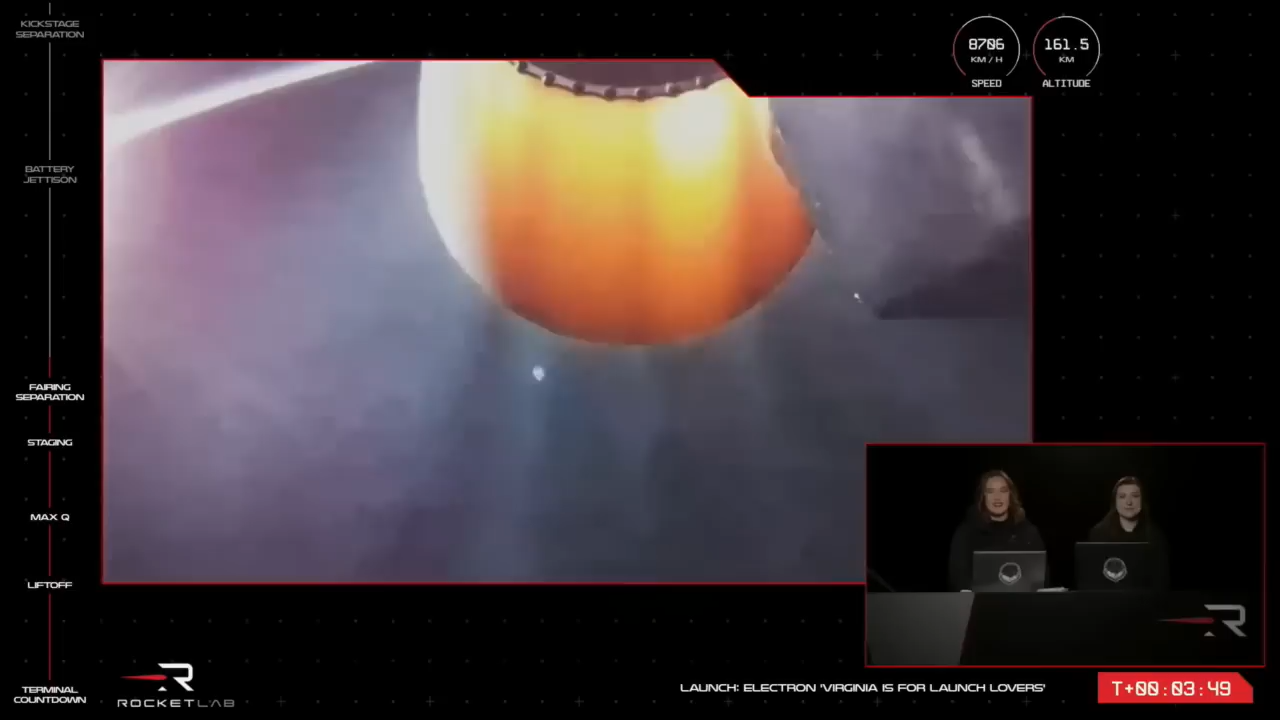 KICKSTAGE
SEPARATION
8706
KM/H
SPEED
161.5
KM
ALTITUDE
BATTERY
JETTISON
FAIRING
SEPARATION
STAGING
MAX Q
LIFTOFF
TERMINAL
COUNTDOWN
R
ROCKETLAB
LAUNCH: ELECTRON 'VIRGINIA IS FOR LAUNCH LOVERS'
T+00:03:49
R